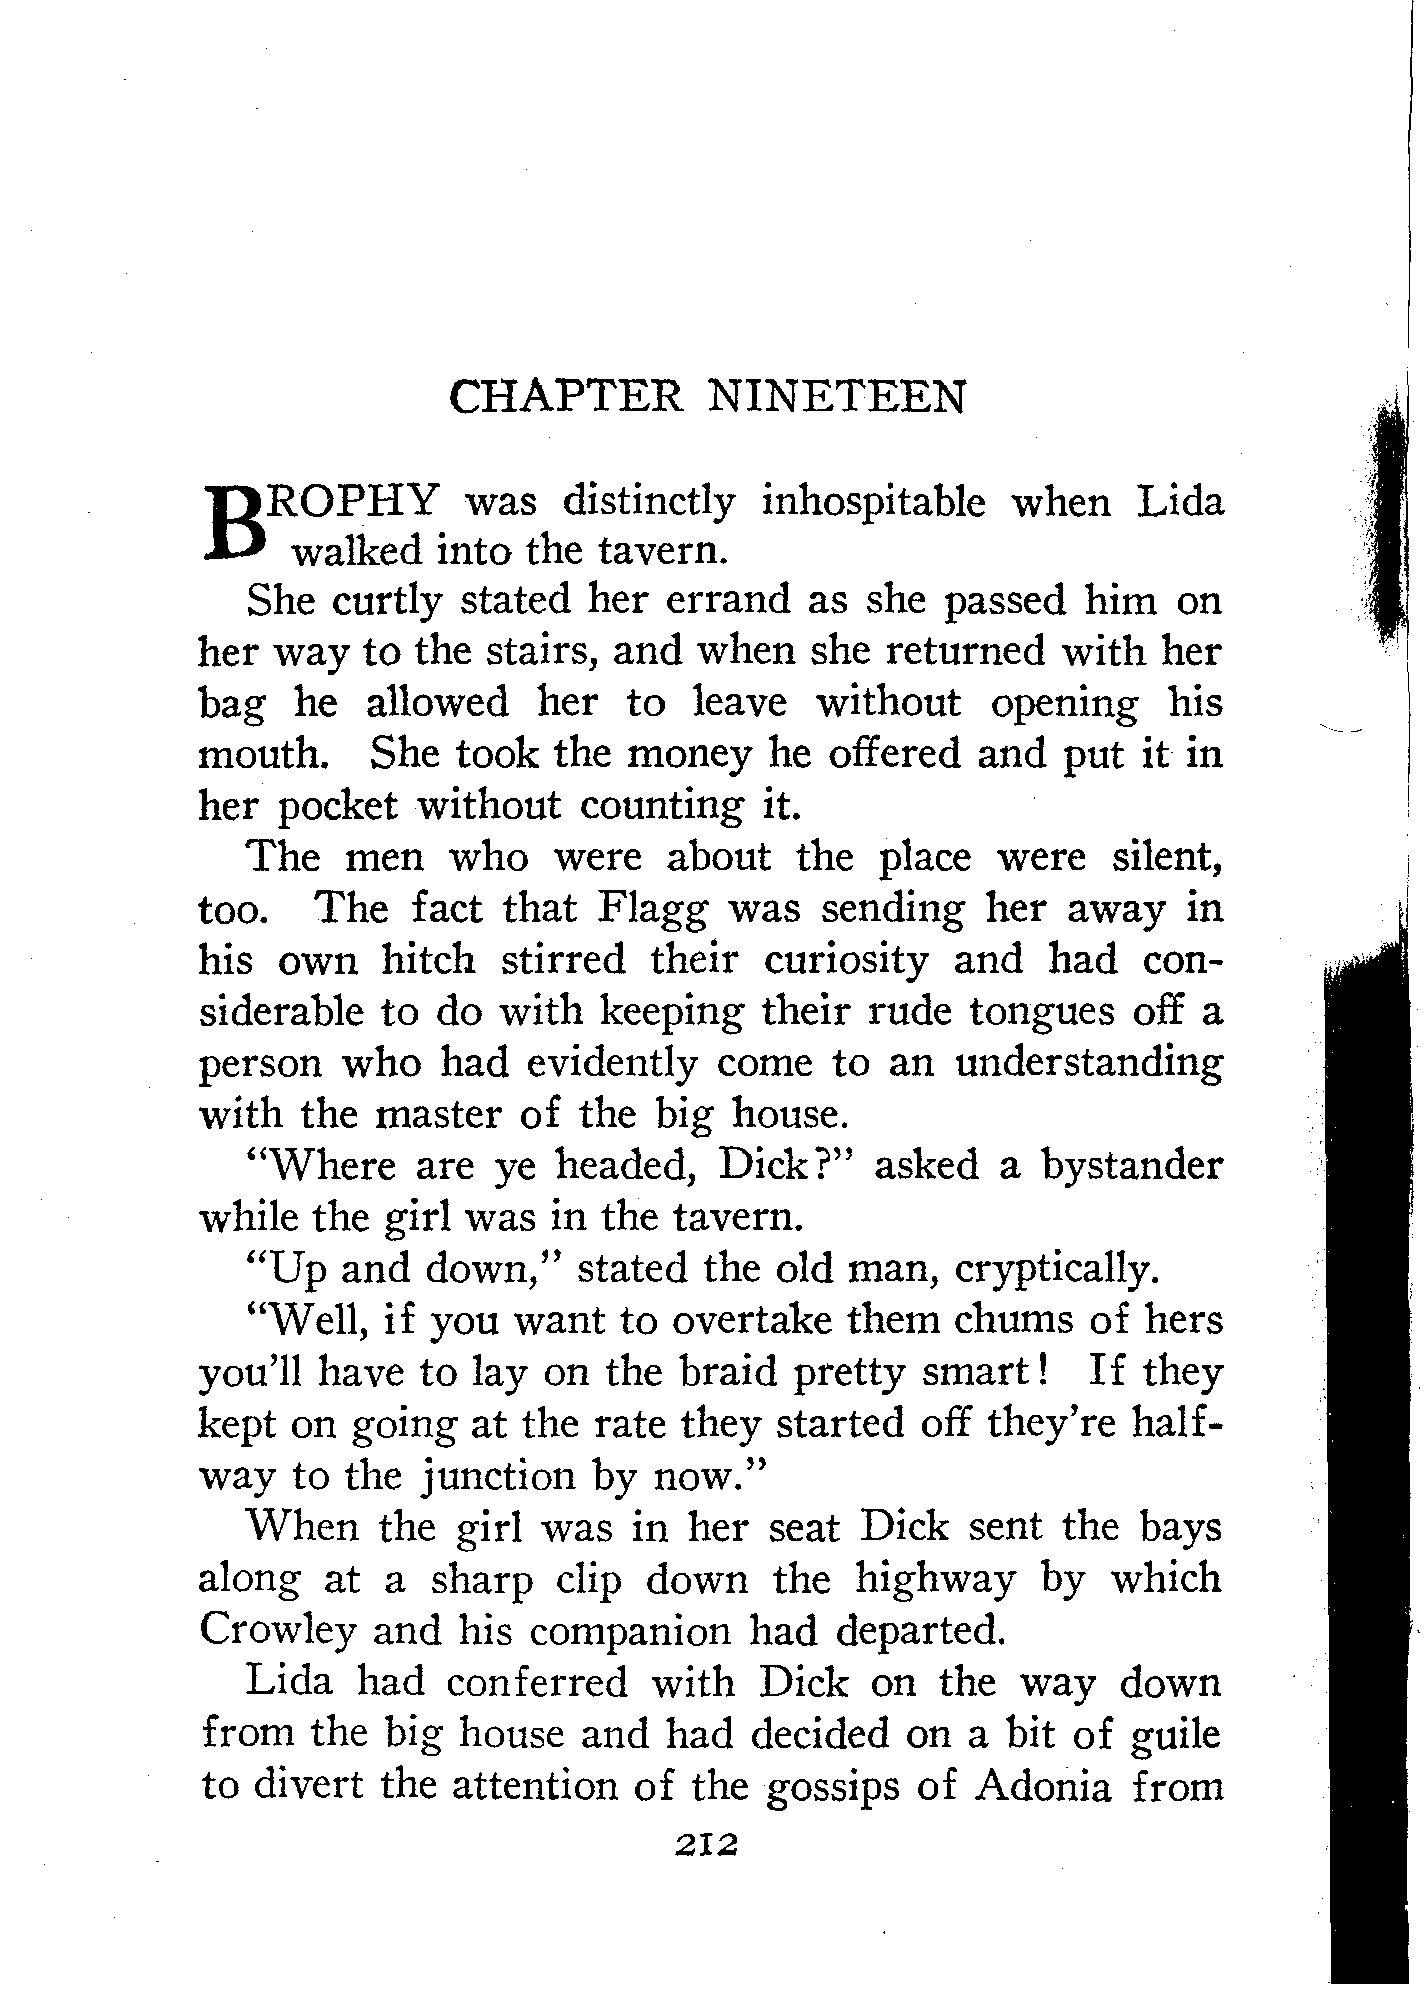 CHAPTER NINETEEN
BROPHY was distinctly inhospitable when Lida
walked into the tavern.
She curtly stated her errand as she passed him on
her way to the stairs, and when she returned with her
bag he allowed her to leave without opening his
mouth. She took the money he offered and put it in
her pocket without counting it.
The men who were about the place were silent,
too. The fact that Flagg was sending her away in
his own hitch stirred their curiosity and had con-
siderable to do with keeping their rude tongues off a
person who had evidently come to an understanding
with the master of the big house.
"Where are ye headed, Dick?" asked a bystander
while the girl was in the tavern.
"Up and down," stated the old man, cryptically.
"Well, if you want to overtake them chums of hers
you'll have to lay on the braid pretty smart! If they
kept on going at the rate they started off they're half-
way to the junction by now."
When the girl was in her seat Dick sent the bays
along at a sharp clip down the highway by which
Crowley and his companion had departed.
Lida had conferred with Dick on the way down
from the big house and had decided on a bit of guile
to divert the attention of the gossips of Adonia from
212